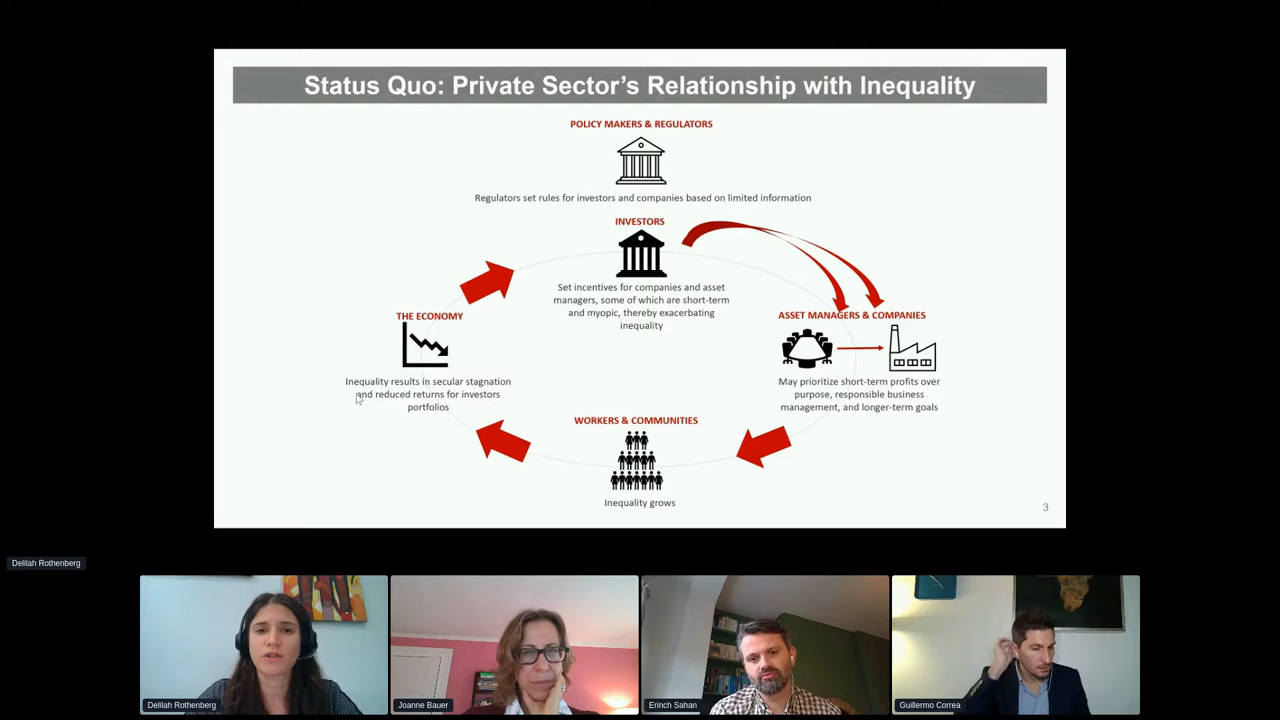 Status Quo: Private Sector’s Relationship with Inequality
POLICY MAKERS & REGULATORS
Regulators set rules for investors and companies based on limited information
INVESTORS
Set incentives for companies and asset
managers, some of which are short-term
and myopic, thereby exacerbating
inequality
THE ECONOMY
Inequality results in secular stagnation
and reduced returns for investors
portfolios
ASSET MANAGERS & COMPANIES
May prioritize short-term profits over
purpose, responsible business
management, and longer-term goals
WORKERS & COMMUNITIES
Inequality grows
3
Delilah Rothenberg
Delilah Rothenberg
Joanne Bauer
Erinch Sahan
Guillermo Correa